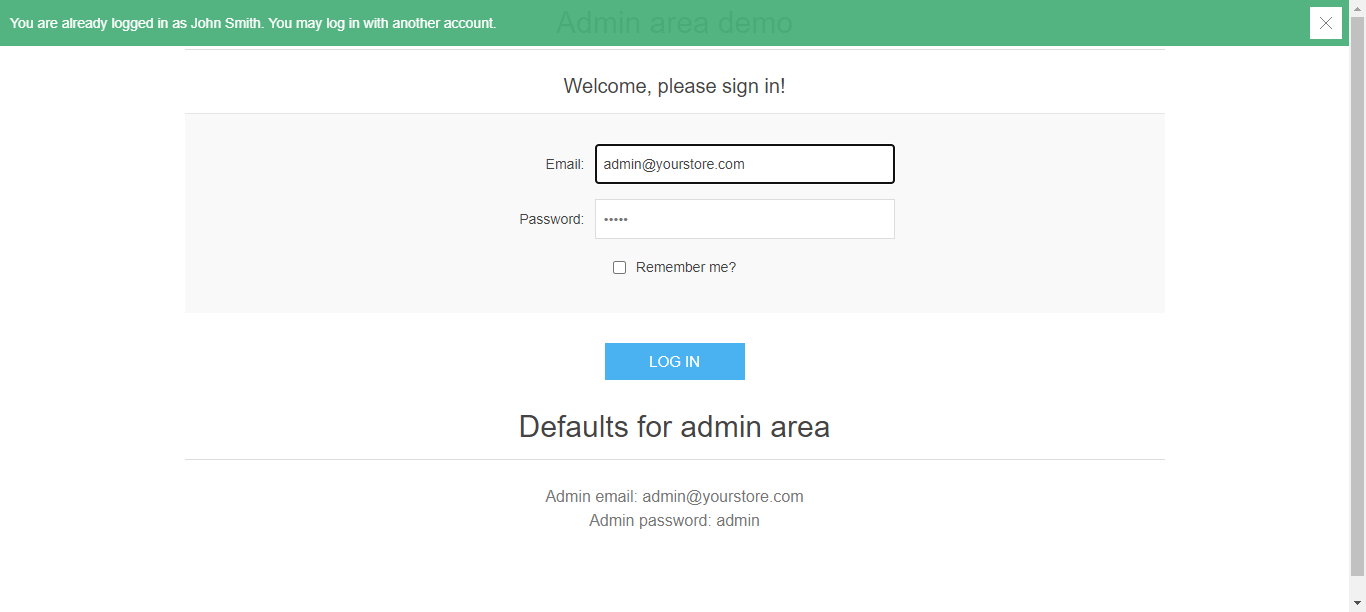 You are already logged in as John Smith. You may log in with another account.
Admin area demo
Welcome, please sign in!
Email: admin@yourstore.com
Password: •••••
Remember me?
LOG IN
Defaults for admin area
Admin email: admin@yourstore.com
Admin password: admin